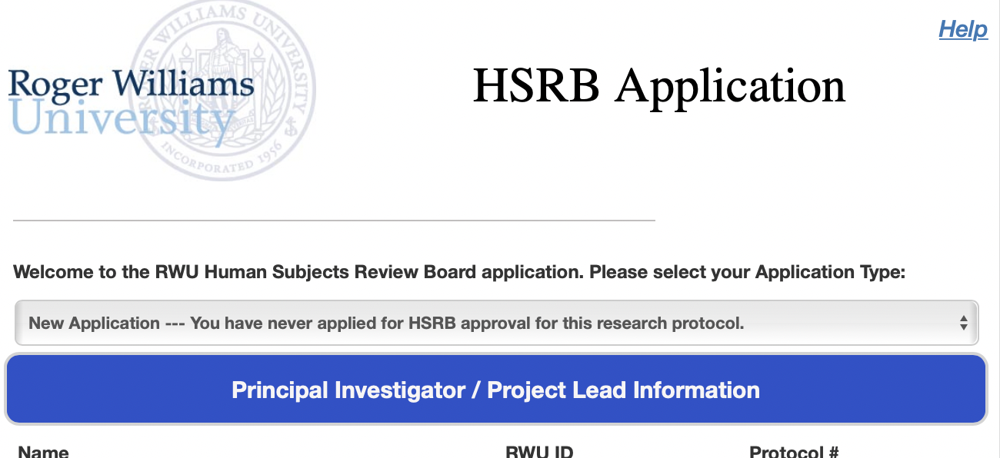 ROGER WILLIAMS UNIVERSITY
INCORPORATED 1956
Roger Williams
University
Help
HSRB Application
Welcome to the RWU Human Subjects Review Board application. Please select your Application Type:
New Application --- You have never applied for HSRB approval for this research protocol.
Principal Investigator / Project Lead Information
Name RWU ID Protocol #